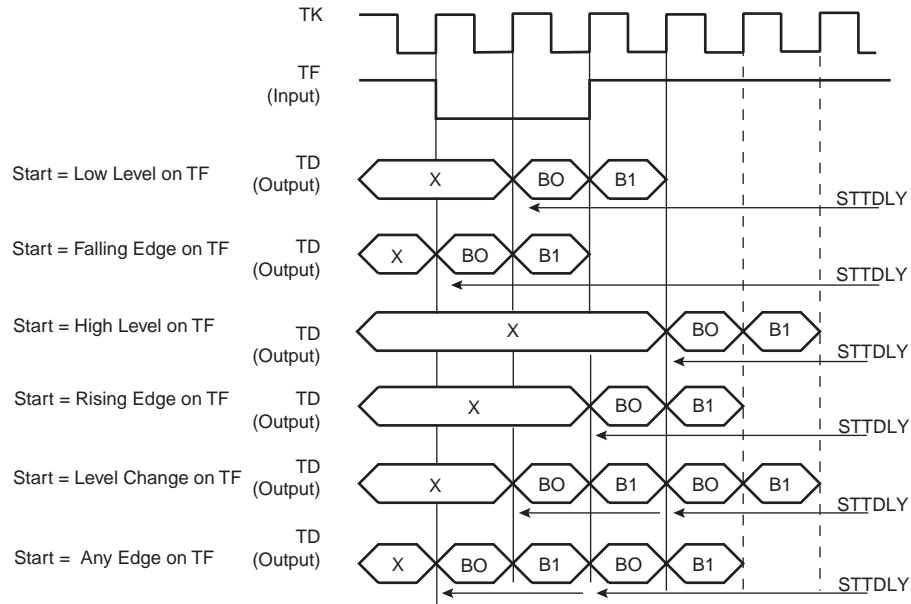 TK
TF
(Input)
Start = Low Level on TF
TD
(Output)
X
BO
B1
STTDLY
Start = Falling Edge on TF
TD
(Output)
X
BO
B1
STTDLY
Start = High Level on TF
TD
(Output)
X
BO
B1
STTDLY
Start = Rising Edge on TF
TD
(Output)
X
BO
B1
STTDLY
Start = Level Change on TF
TD
(Output)
X
BO
B1
BO
B1
STTDLY
Start = Any Edge on TF
TD
(Output)
X
BO
B1
BO
B1
STTDLY